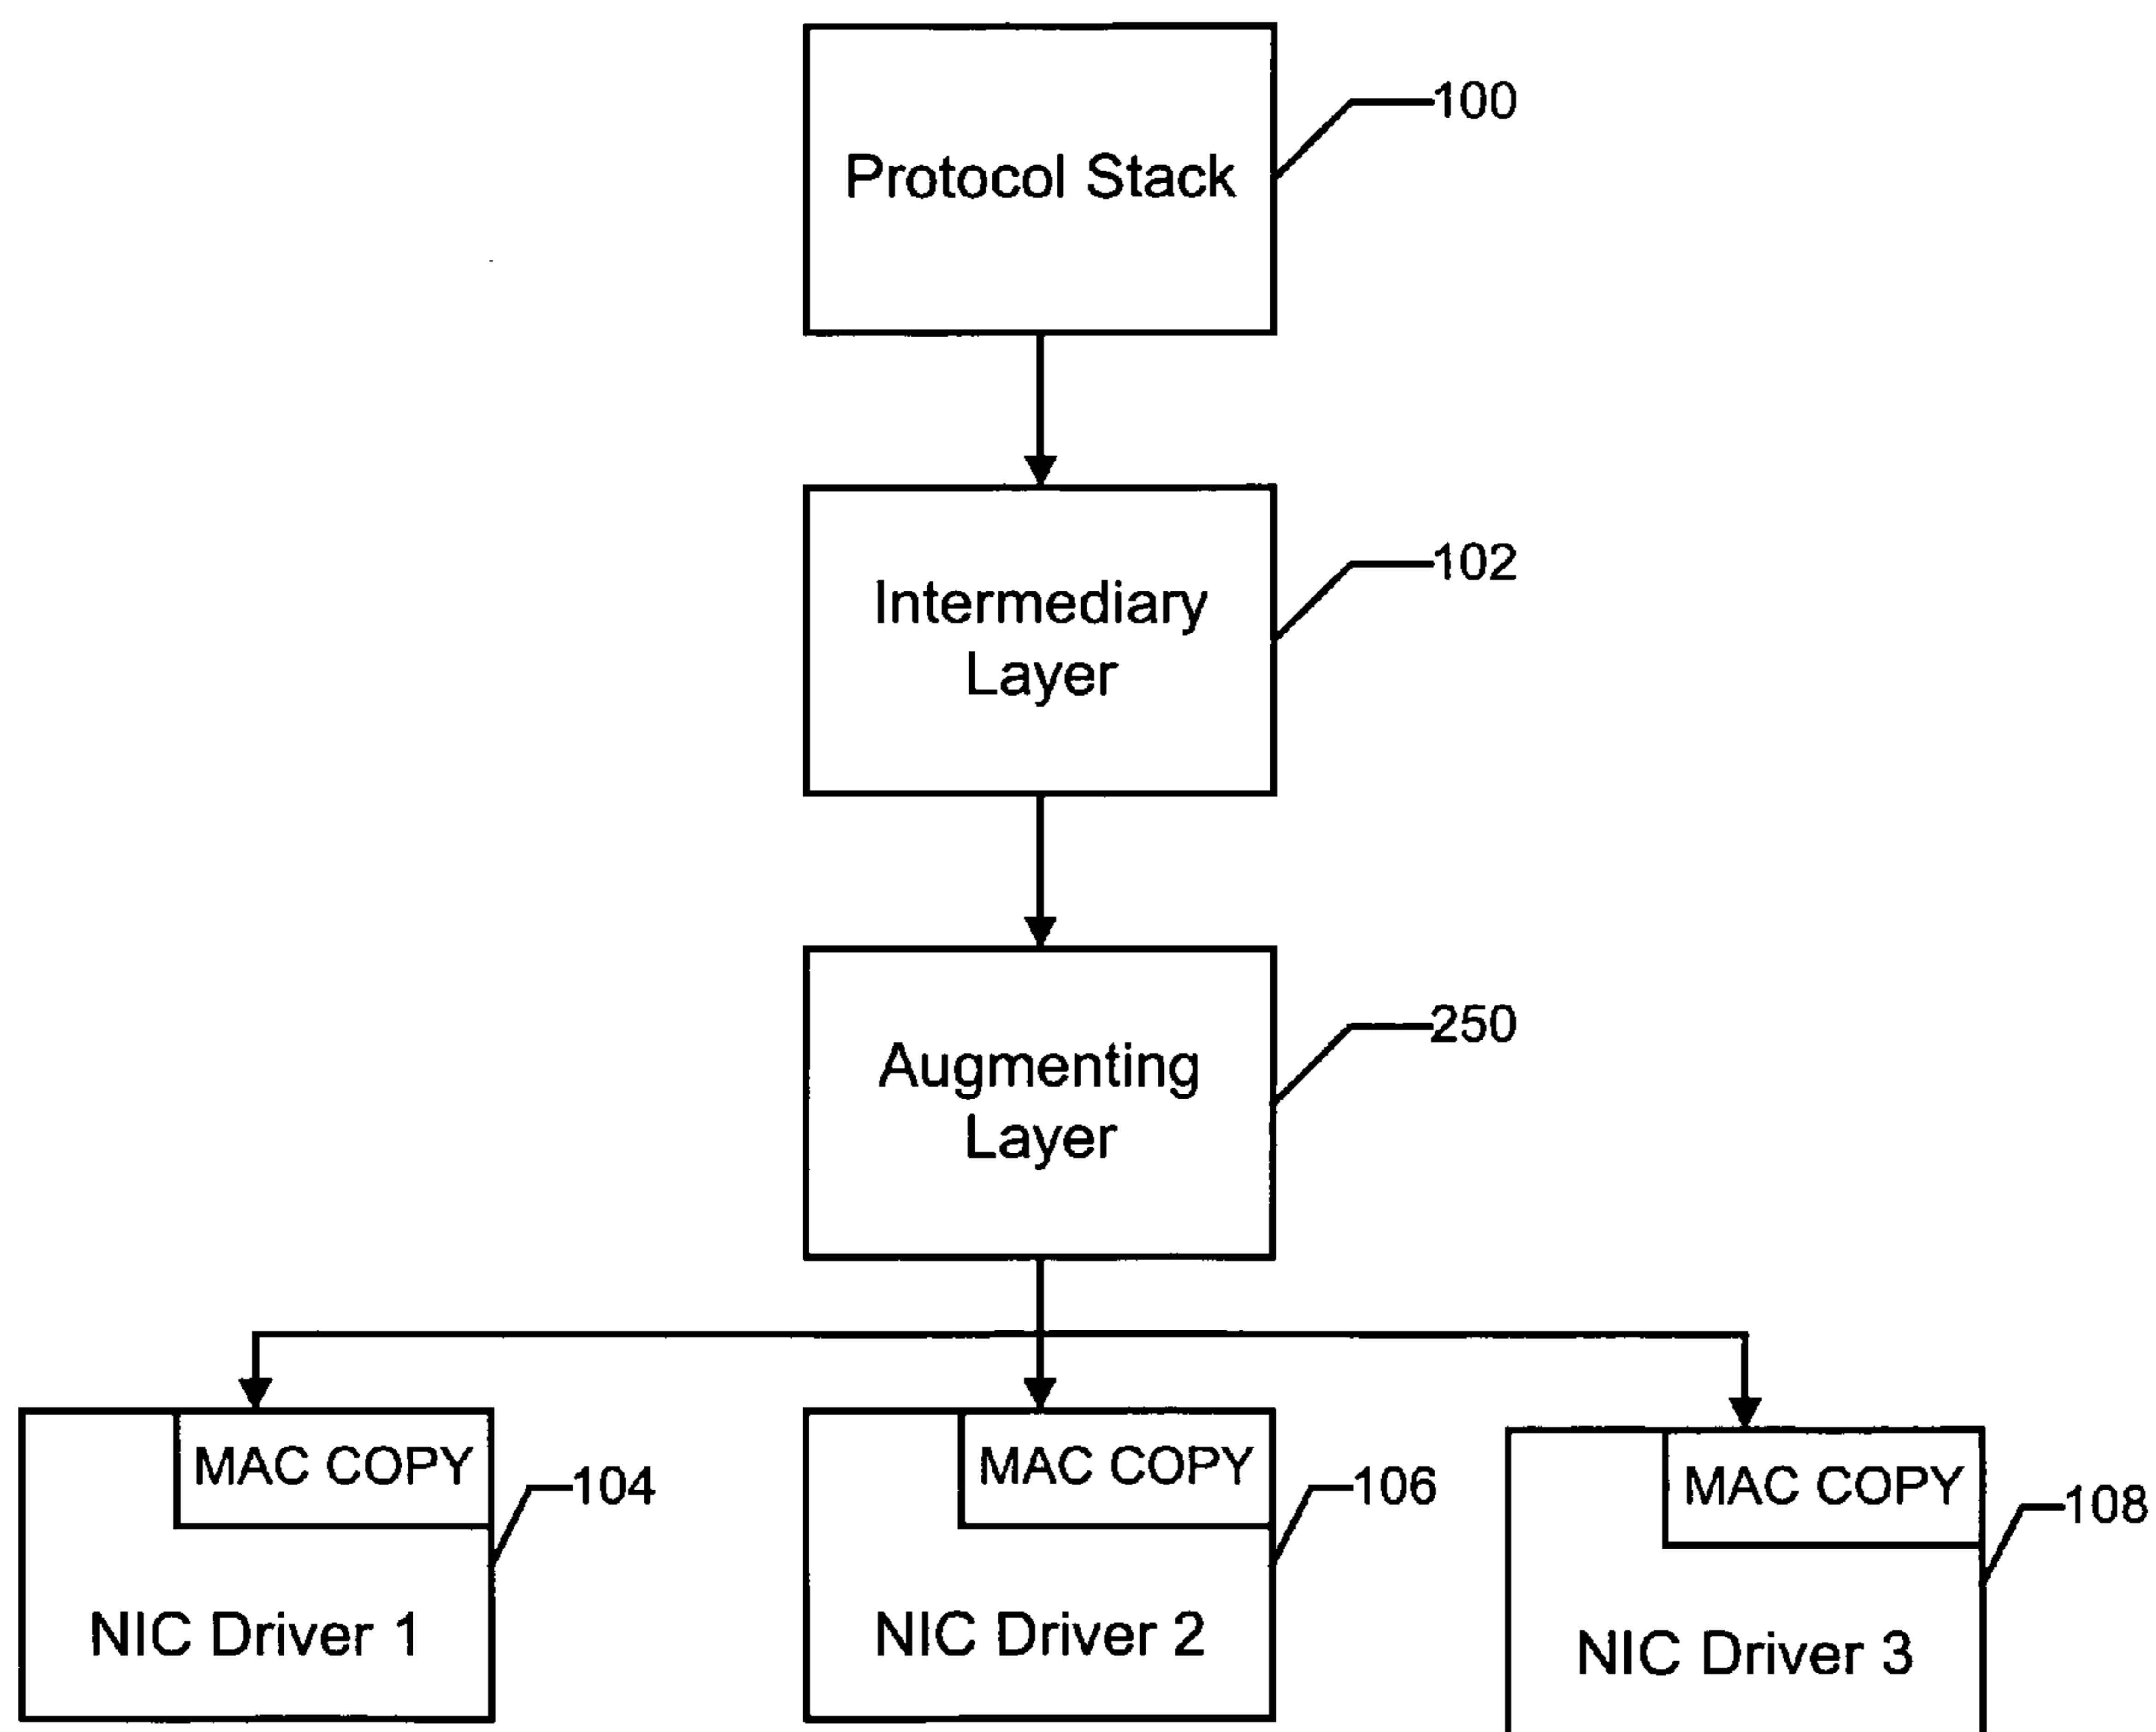 Protocol Stack
100
Intermediary
Layer
102
Augmenting
Layer
250
MAC COPY
104
NIC Driver 1
MAC COPY
106
NIC Driver 2
MAC COPY
108
NIC Driver 3